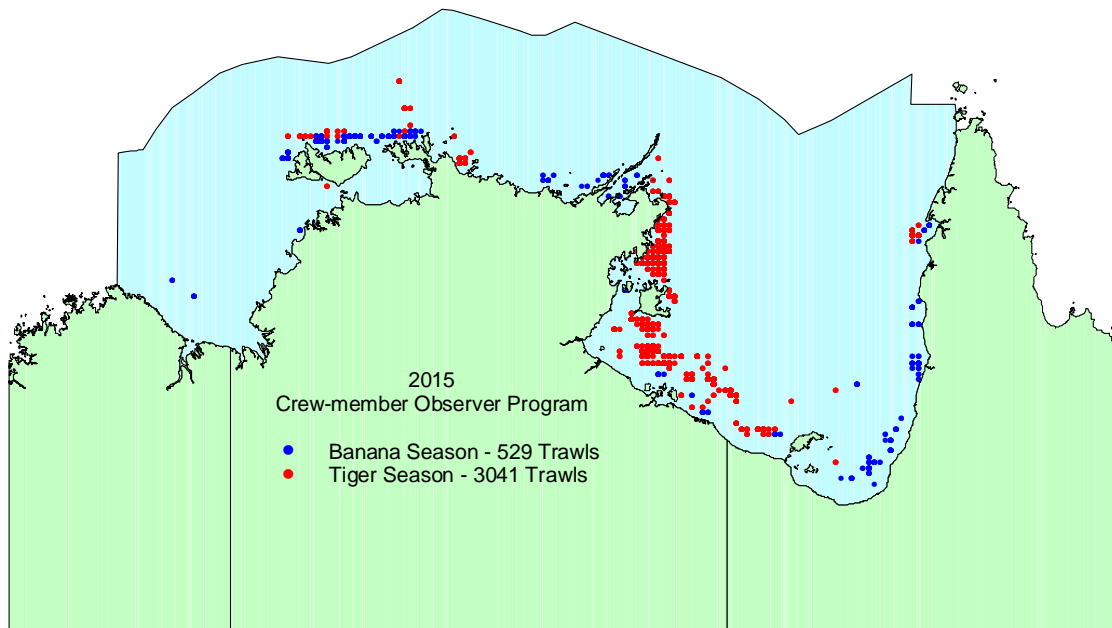 2015
Crew-member Observer Program
Banana Season - 529 Trawls
Tiger Season - 3041 Trawls